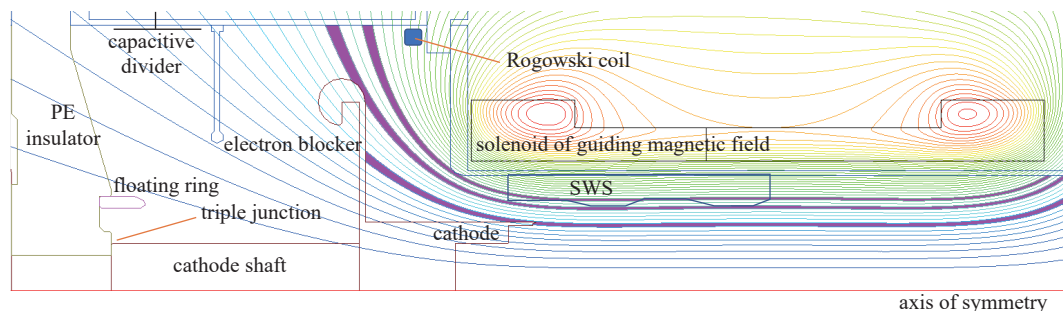 capacitive
divider
Rogowski coil
PE
insulator
electron blocker
solenoid of guiding magnetic field
floating ring
SWS
triple junction
cathode
cathode shaft
axis of symmetry